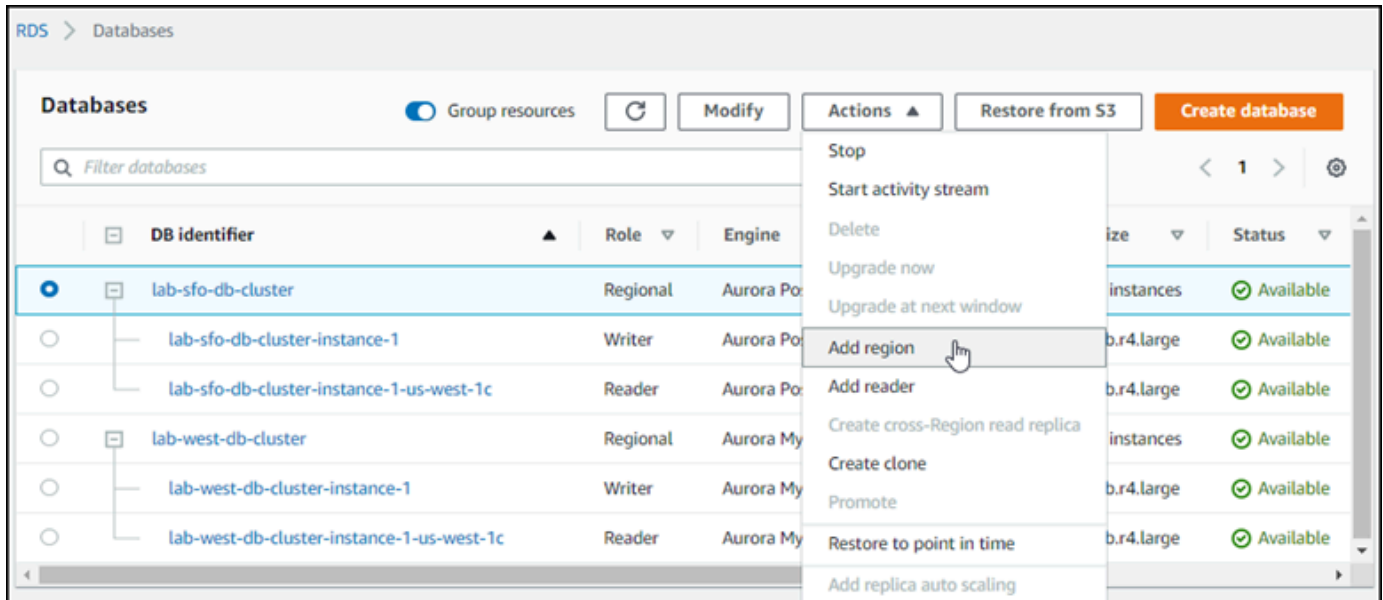 RDS > Databases
Databases Group resources Modify Actions Restore from S3 Create database
Filter databases
< 1 >
Stop
Start activity stream
Delete
Upgrade now
Upgrade at next window
Add region
Add reader
Create cross-Region read replica
Create clone
Promote
Restore to point in time
Add replica auto scaling
DB identifier Role Engine ize Status
lab-sfo-db-cluster Regional Aurora Po instances Available
lab-sfo-db-cluster-instance-1 Writer Aurora Po b.r4.large Available
lab-sfo-db-cluster-instance-1-us-west-1c Reader Aurora Po b.r4.large Available
lab-west-db-cluster Regional Aurora My instances Available
lab-west-db-cluster-instance-1 Writer Aurora My b.r4.large Available
lab-west-db-cluster-instance-1-us-west-1c Reader Aurora My b.r4.large Available